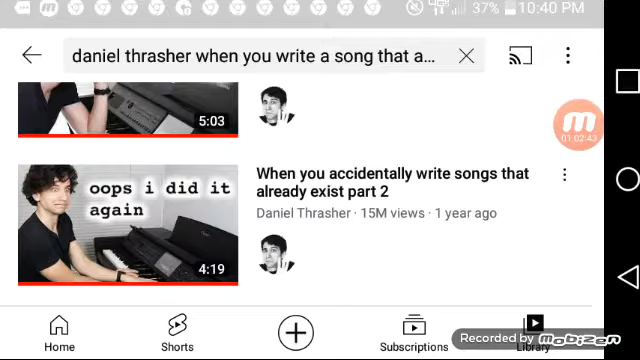 37% 10:40 PM
daniel thrasher when you write a song that a...
5:03
01:02:43
oops i did it
again
4:19
When you accidentally write songs that
already exist part 2
Daniel Thrasher · 15M views · 1 year ago
Home
Shorts
Subscriptions
Library
Recorded by mobizen